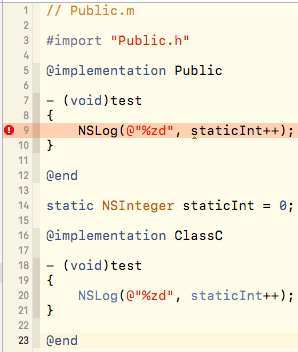 1 // Public.m
2
3 #import "Public.h"
4
5 @implementation Public
6
7 - (void)test
8 {
9 NSLog(@"%zd", staticInt++);
10 }
11
12 @end
13
14 static NSInteger staticInt = 0;
15
16 @implementation ClassC
17
18 - (void)test
19 {
20 NSLog(@"%zd", staticInt++);
21 }
22
23 @end